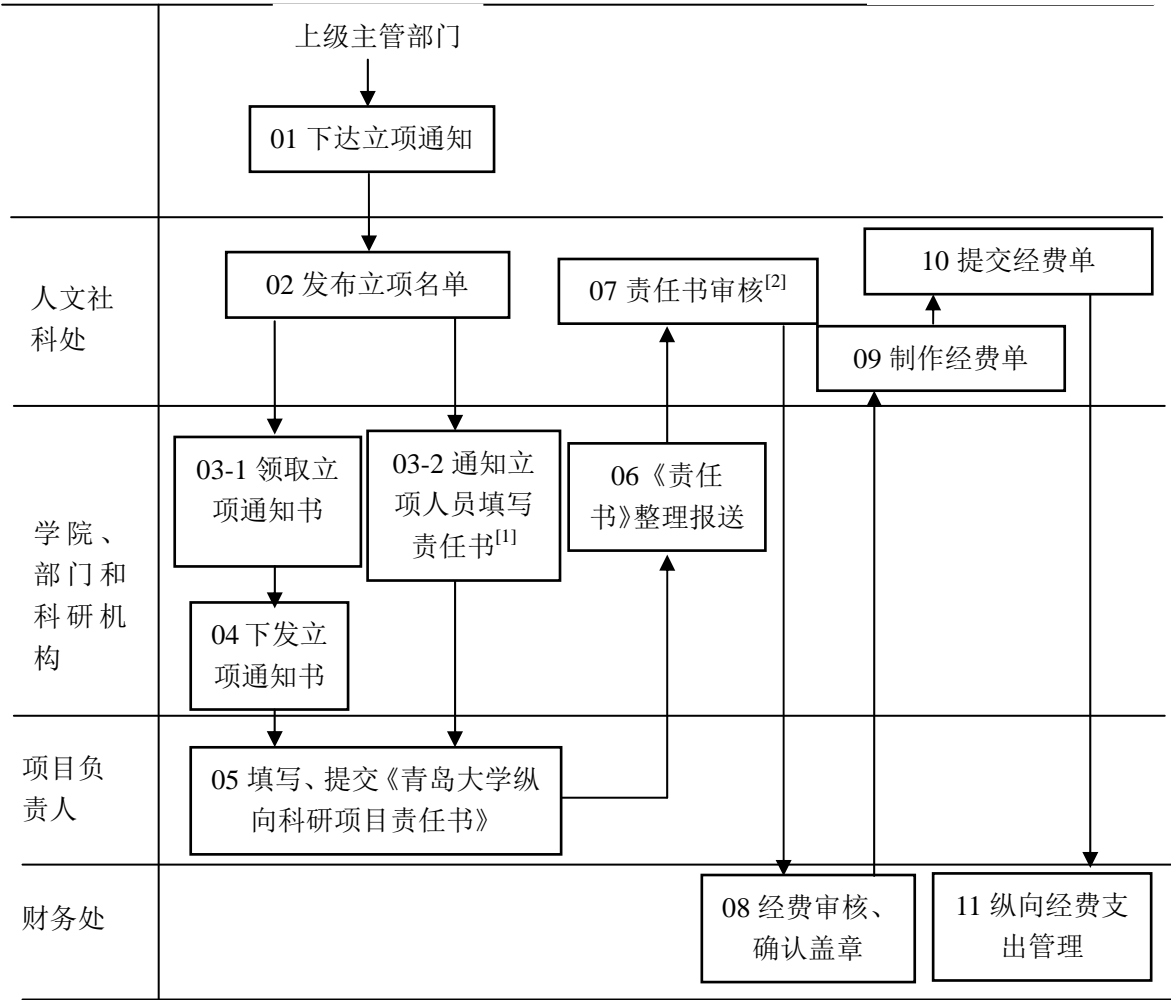 上级主管部门
01 下达立项通知
人文社
科处
02 发布立项名单
07 责任书审核[2]
10 提交经费单
09 制作经费单
学院、
部门和
科研机
构
03-1 领取立
项通知书
03-2 通知立
项人员填写
责任书[1]
06《责任
书》整理报送
04 下发立
项通知书
项目负
责人
05 填写、提交《青岛大学纵
向科研项目责任书》
财务处
08 经费审核、
确认盖章
11 纵向经费支
出管理